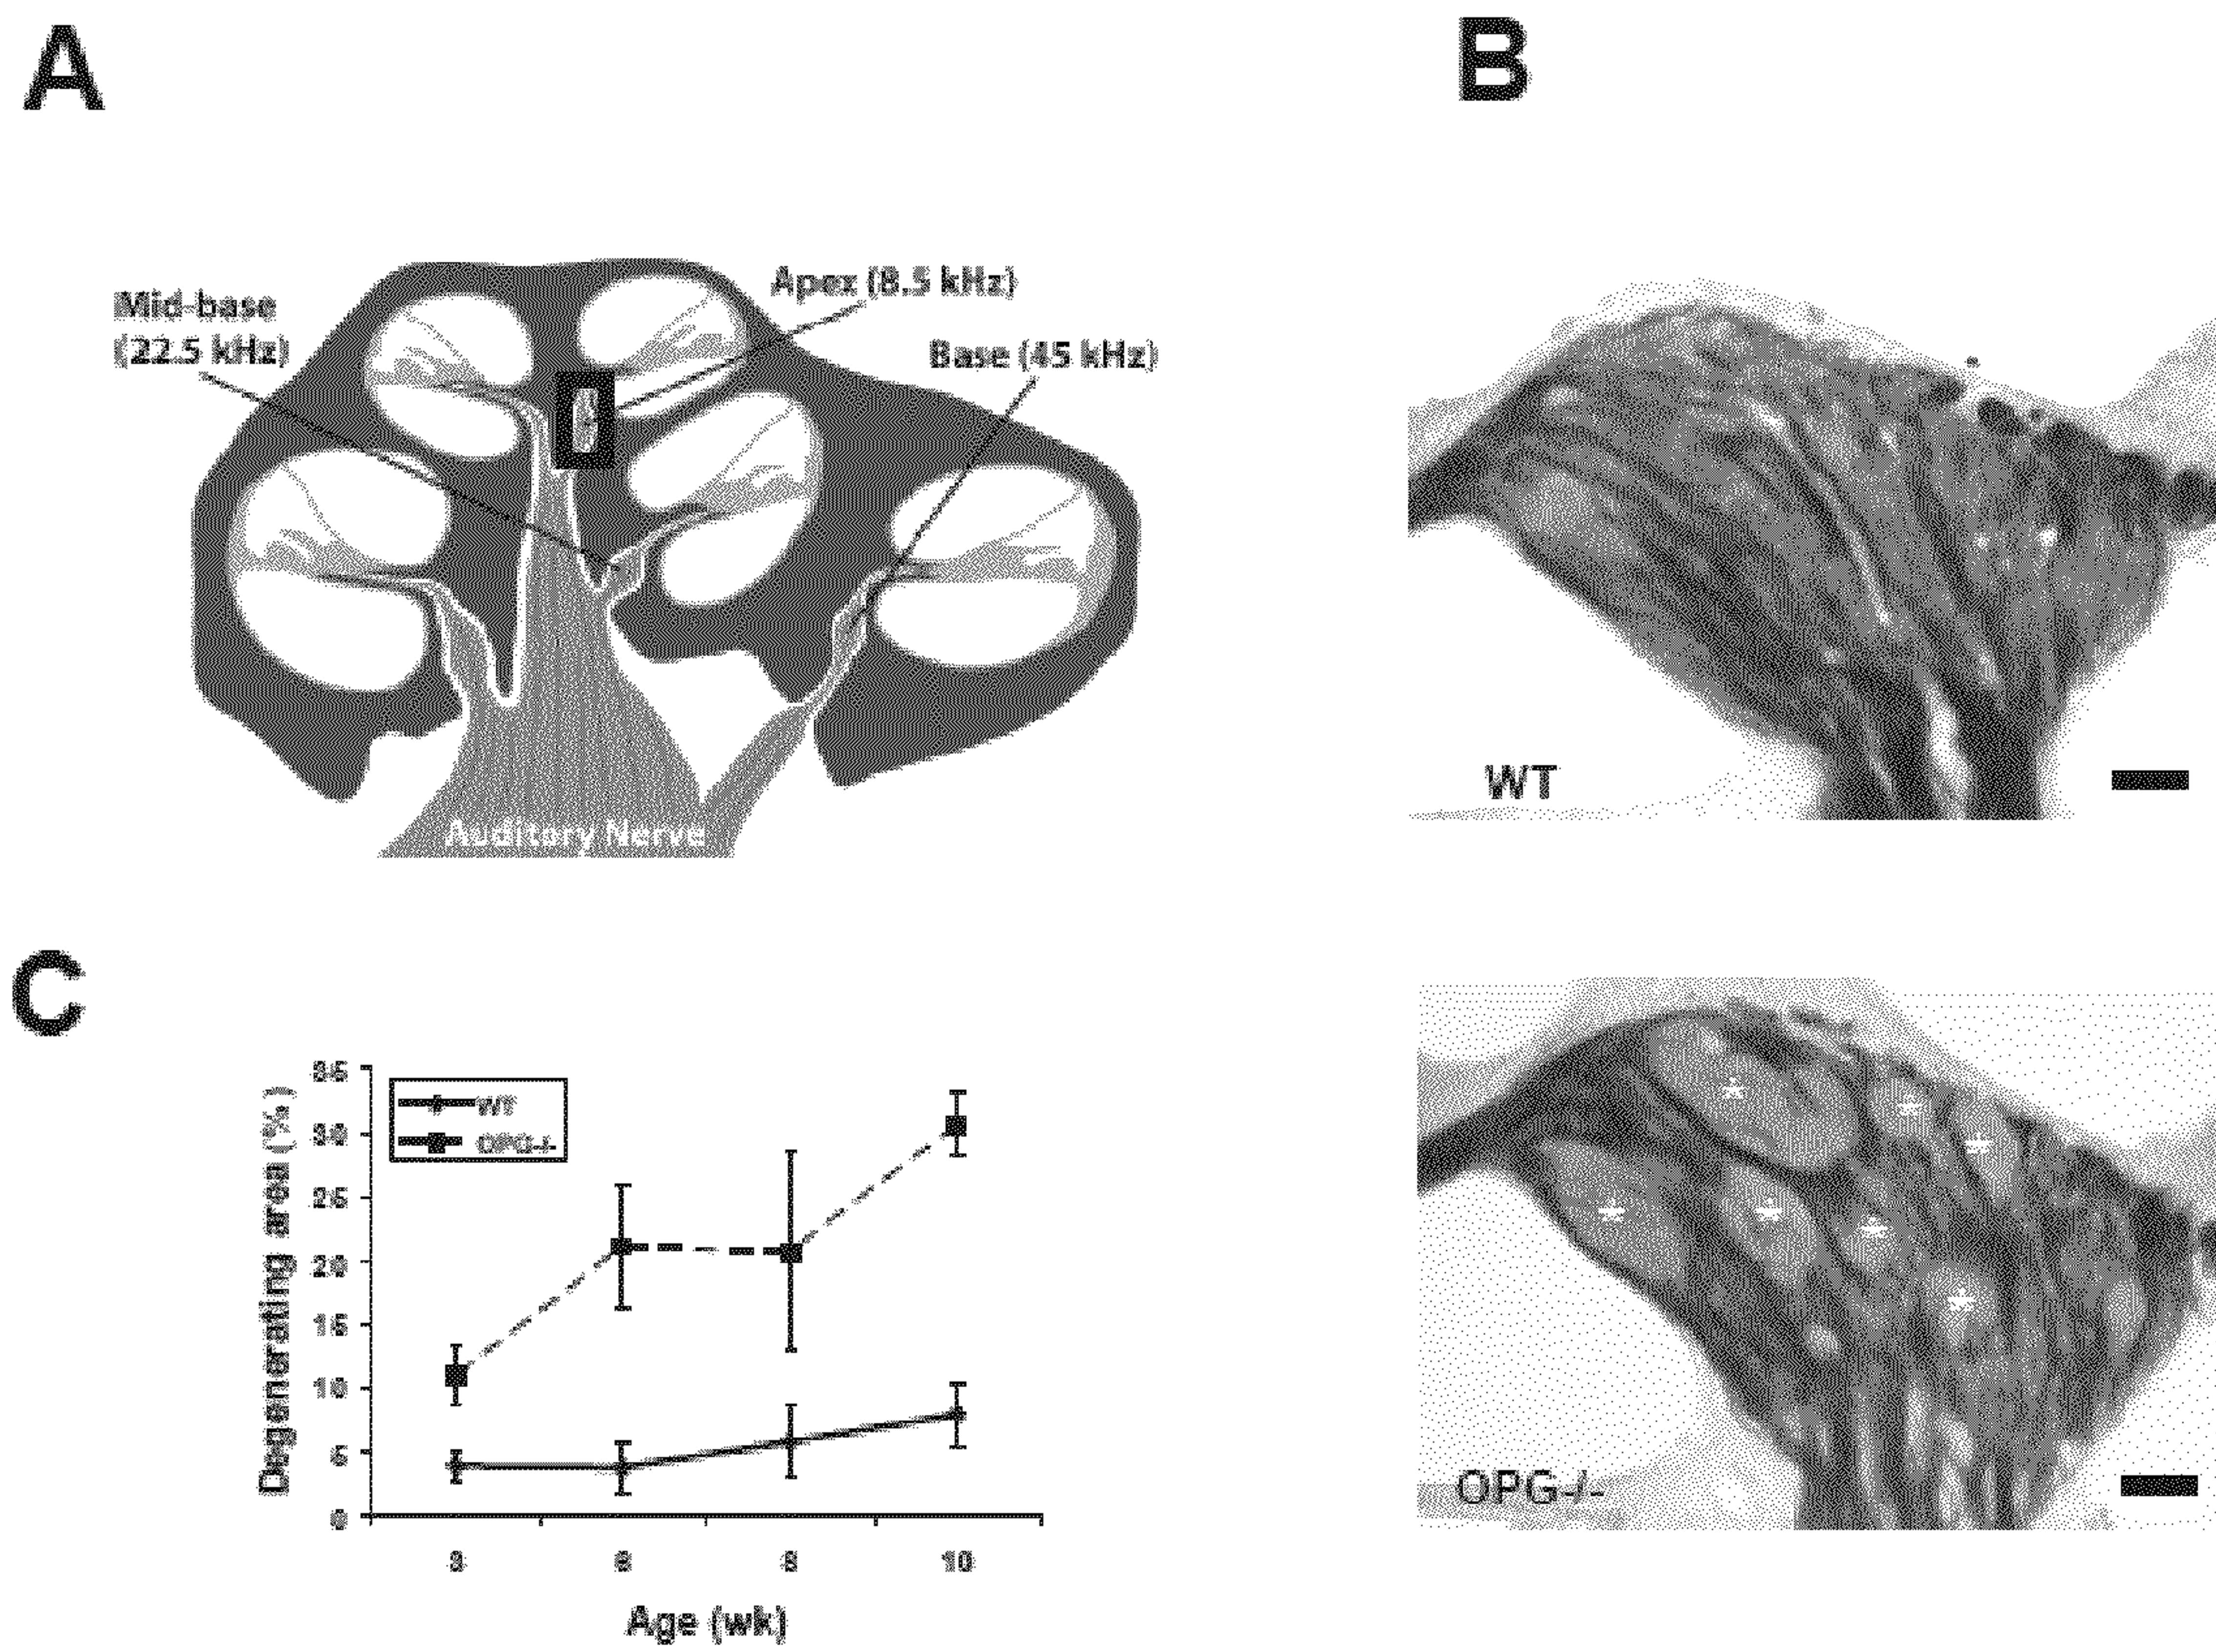 A
B
Mid-base
(22.5 kHz)
Apex (8.5 kHz)
Base (45 kHz)
Auditory Nerve
WT
C
Degenerating area (%)
35
30
25
20
15
10
5
0
WT
OPG-/-
10
Age (wk)
OPG-/-